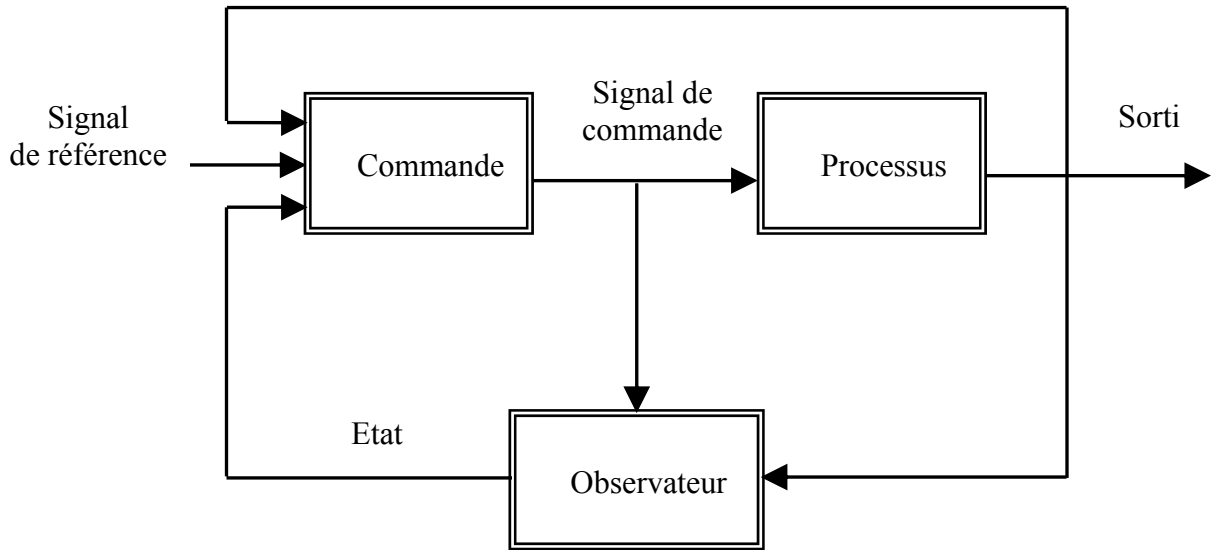 Signal
de référence
Commande
Signal de
commande
Processus
Sorti
Etat
Observateur